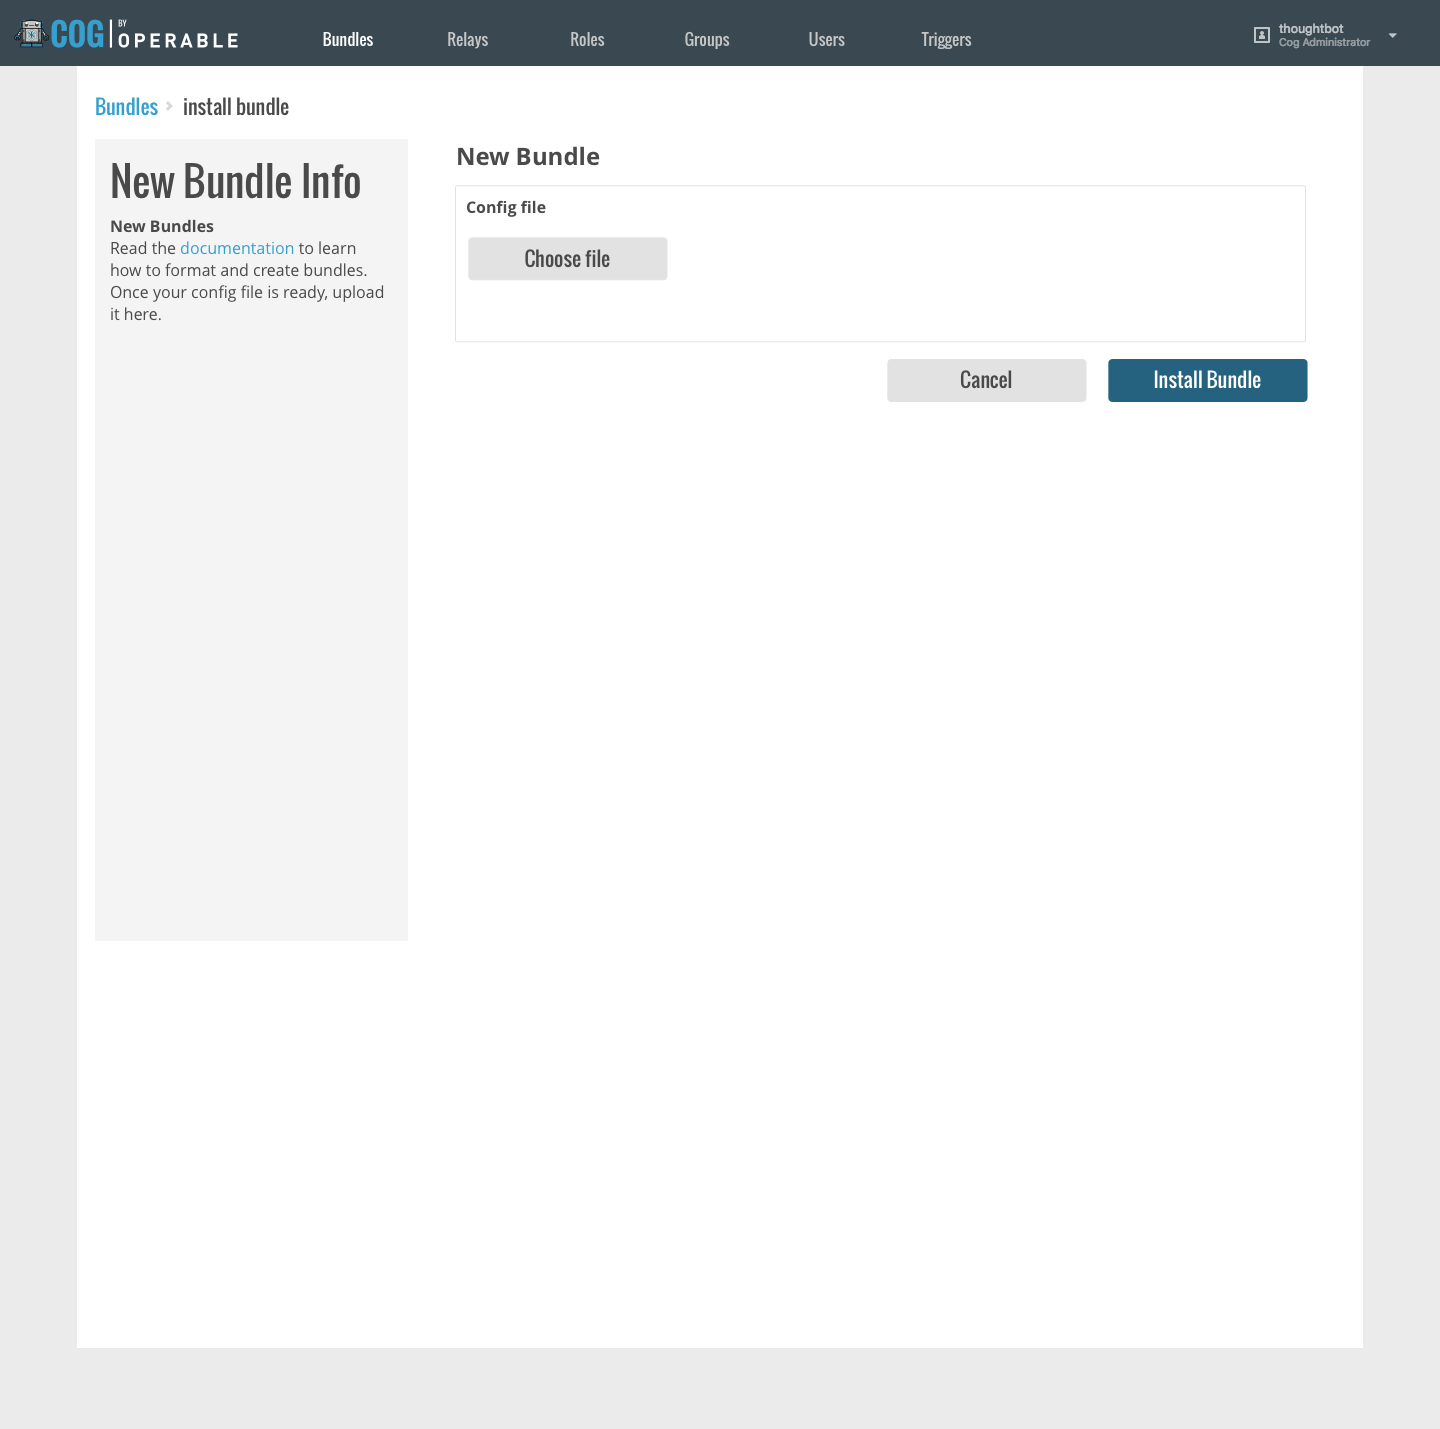 COG BY OPERABLE
Bundles Relays Roles Groups Users Triggers
thoughtbot
Cog Administrator
Bundles install bundle
New Bundle Info
New Bundles
Read the documentation to learn
how to format and create bundles.
Once your config file is ready, upload
it here.
New Bundle
Config file
Choose file
Cancel Install Bundle